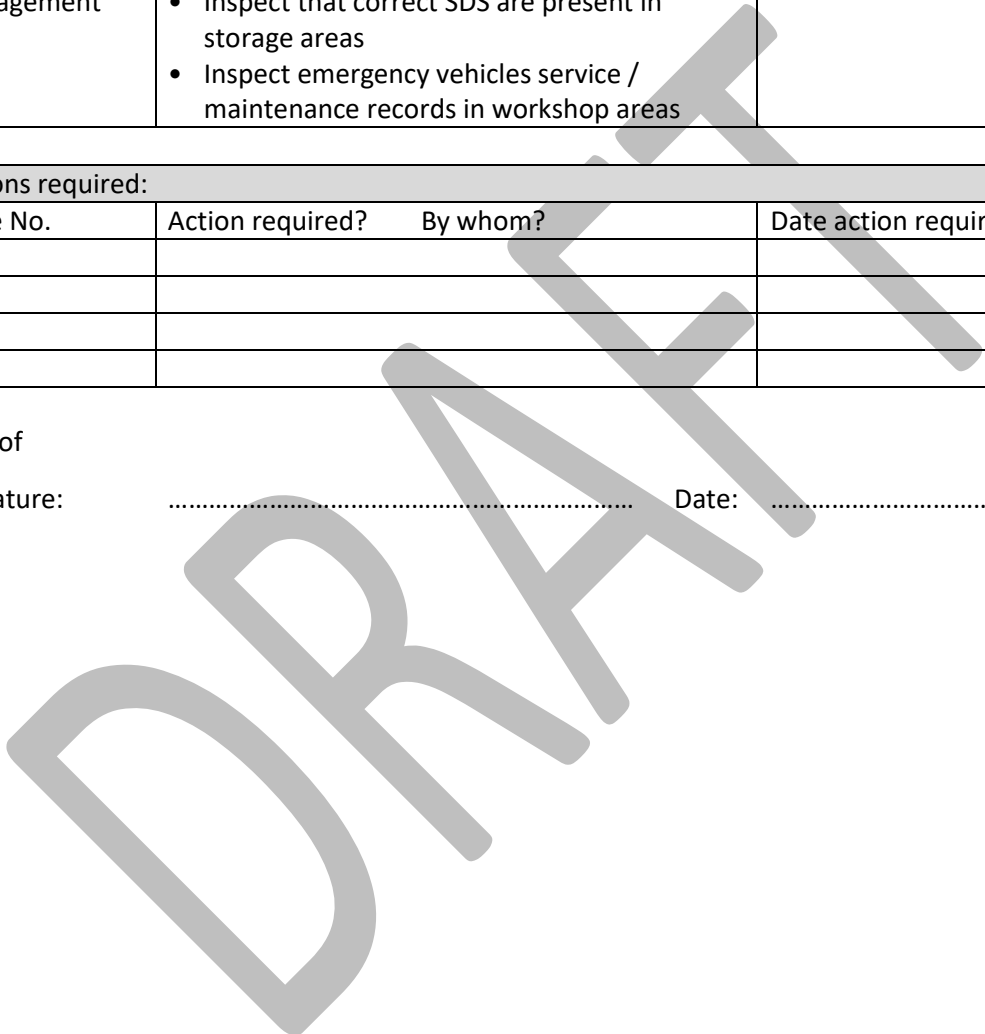 agement
• Inspect that correct SDS are present in
storage areas
• Inspect emergency vehicles service /
maintenance records in workshop areas
ons required:
e No. Action required? By whom? Date action requir
of
ature: ………………………………………………………… Date: …………………………
DRAFT